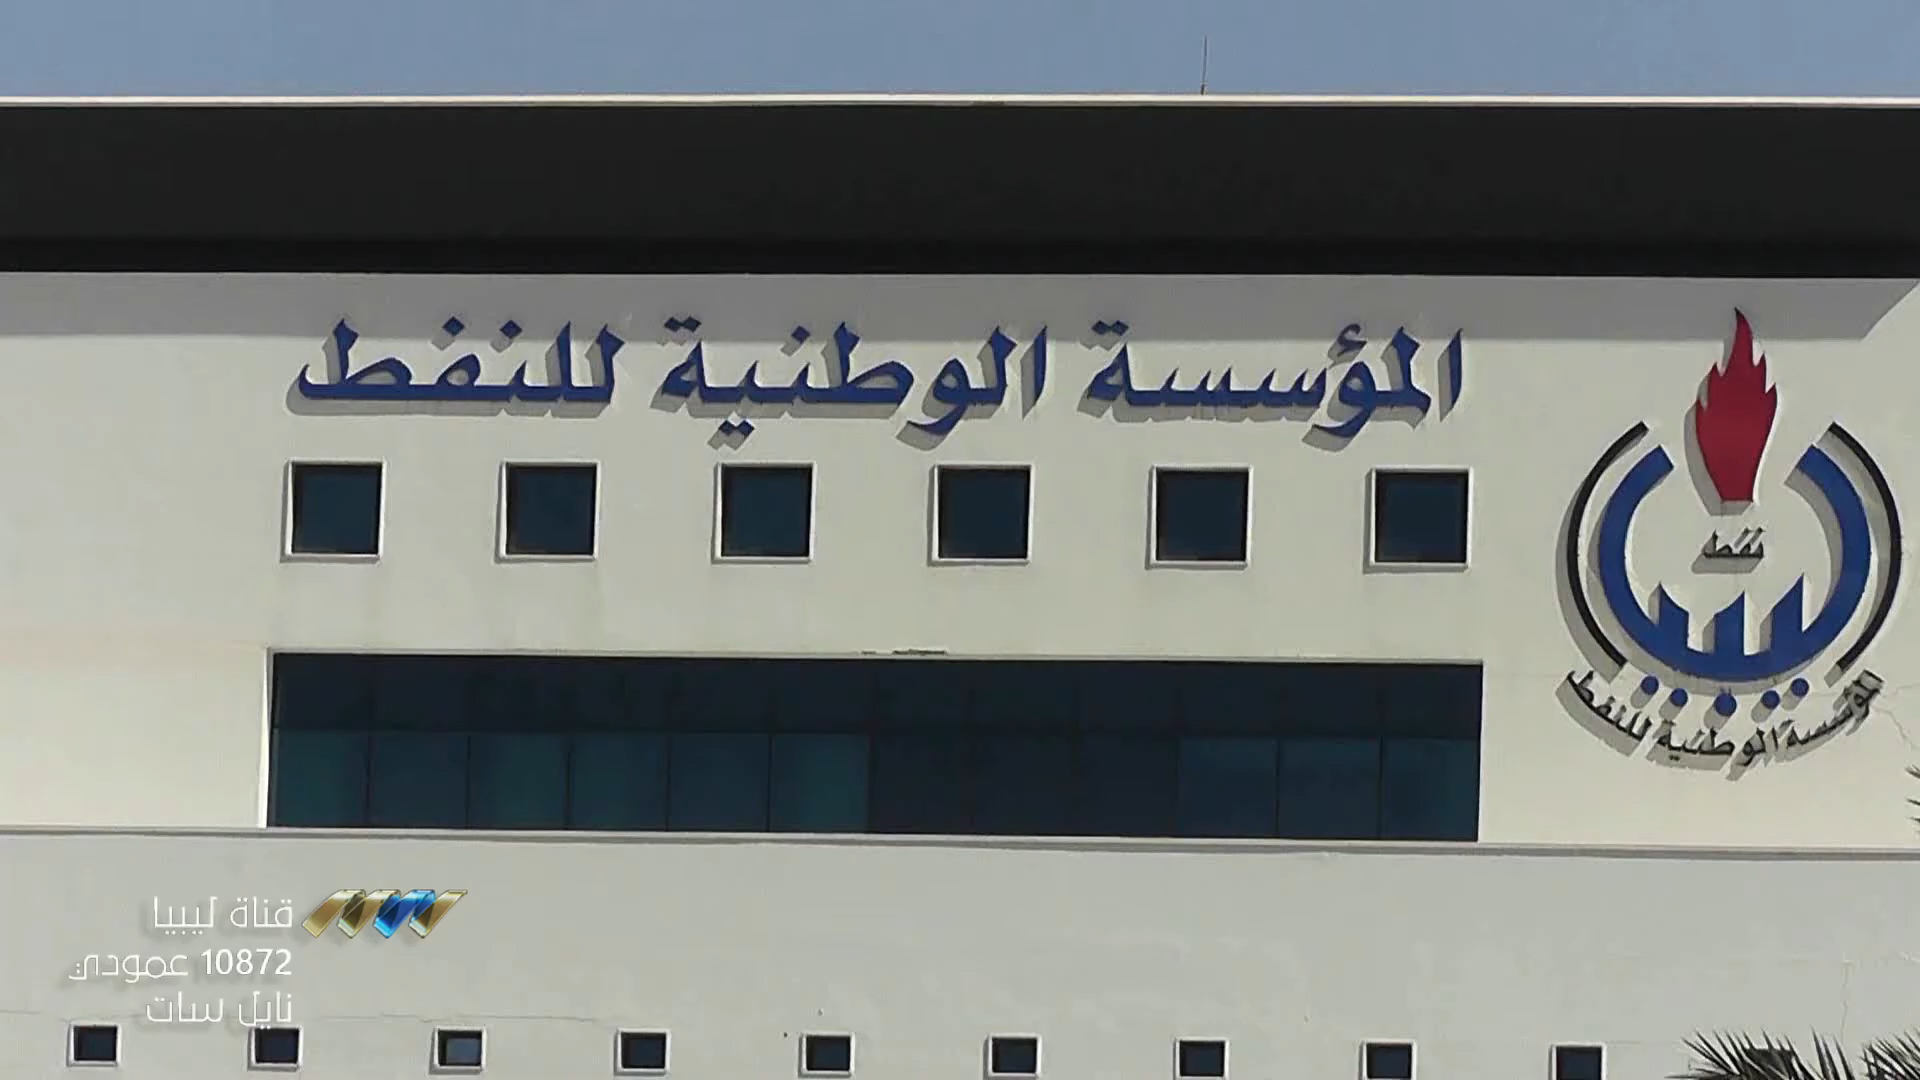 المؤسسة الوطنية للنفط
نفط
ليبيا
المؤسسة الوطنية للنفط
قناة ليبيا
10872 عمودي
نايل سات